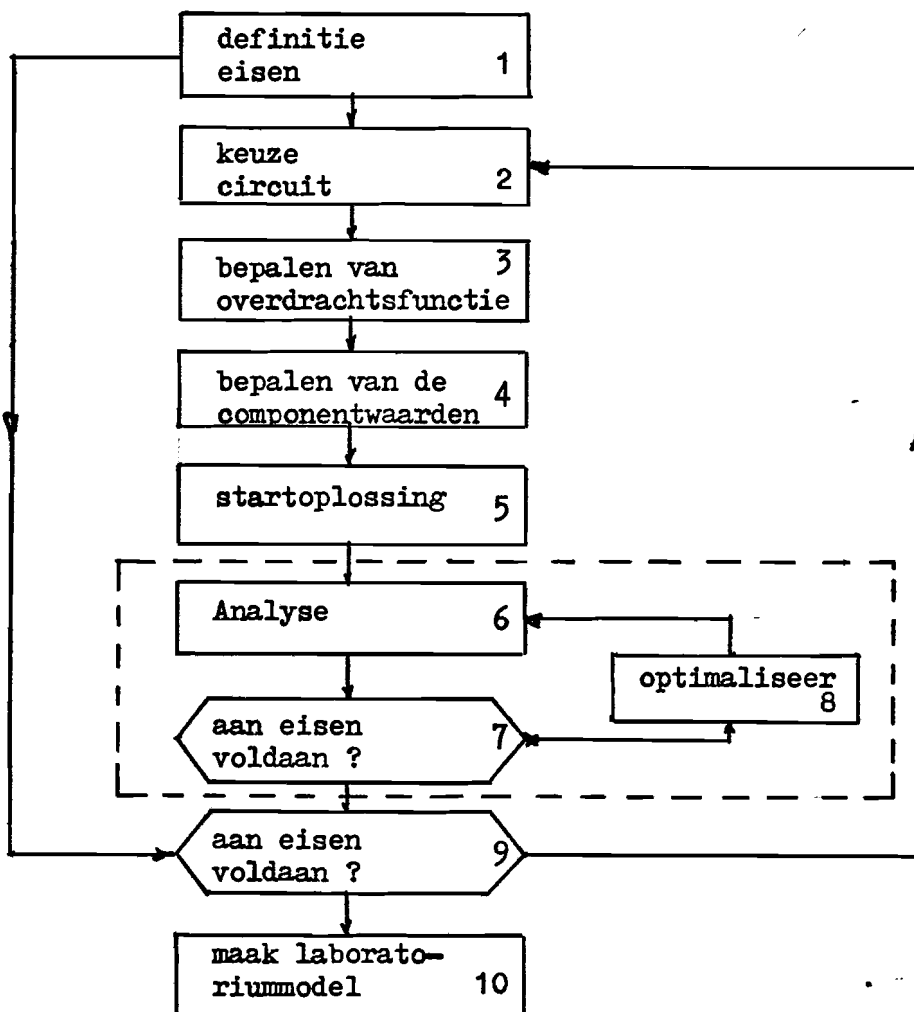 definitie
eisen 1
keuze
circuit 2
bepalen van 3
overdrachtsfunctie
bepalen van de
componentwaarden 4
startoplossing 5
Analyse 6
optimaliseer
8
aan eisen 7
voldaan ?
aan eisen 9
voldaan ?
maak laborato-
riummodel 10